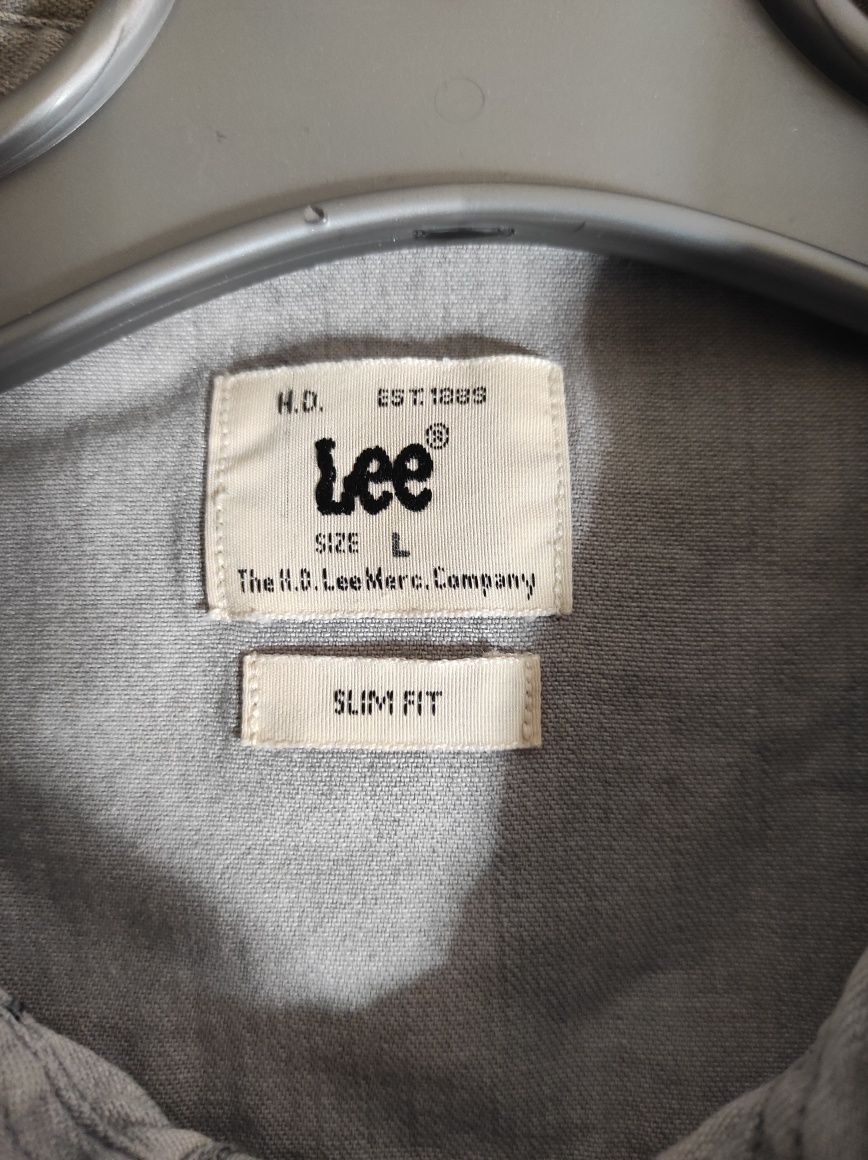 H.D. EST. 1889
Lee®
SIZE L
The H.D. Lee Merc. Company
SLIM FIT